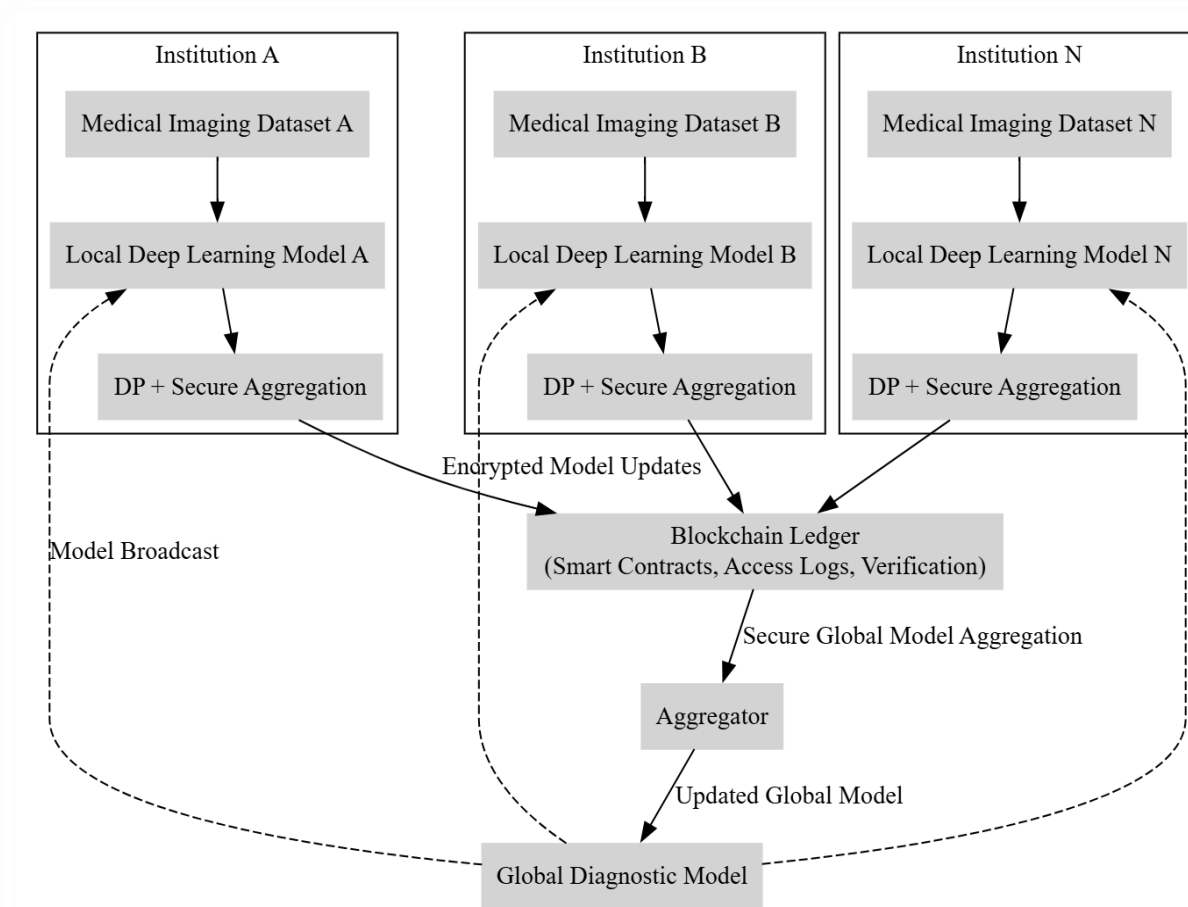 Institution A
Institution B
Institution N
Medical Imaging Dataset A
Medical Imaging Dataset B
Medical Imaging Dataset N
Local Deep Learning Model A
Local Deep Learning Model B
Local Deep Learning Model N
DP + Secure Aggregation
DP + Secure Aggregation
DP + Secure Aggregation
Encrypted Model Updates
Model Broadcast
Blockchain Ledger
(Smart Contracts, Access Logs, Verification)
Secure Global Model Aggregation
Aggregator
Updated Global Model
Global Diagnostic Model